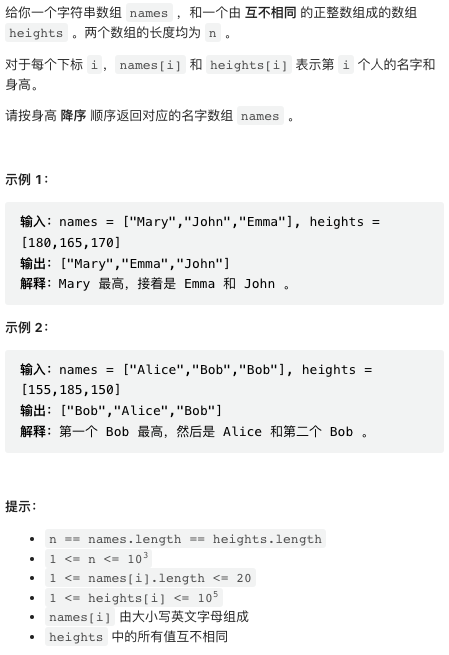 给你一个字符串数组 names ，和一个由 互不相同 的正整数组成的数组
heights 。两个数组的长度均为 n 。
对于每个下标 i，names[i] 和 heights[i] 表示第 i 个人的名字和
身高。
请按身高 降序 顺序返回对应的名字数组 names 。
示例 1：
输入：names = ["Mary","John","Emma"], heights =
[180,165,170]
输出：["Mary","Emma","John"]
解释：Mary 最高，接着是 Emma 和 John 。
示例 2：
输入：names = ["Alice","Bob","Bob"], heights =
[155,185,150]
输出：["Bob","Alice","Bob"]
解释：第一个 Bob 最高，然后是 Alice 和第二个 Bob 。
提示：
• n == names.length == heights.length
• 1 <= n <= 10³
• 1 <= names[i].length <= 20
• 1 <= heights[i] <= 10⁵
• names[i] 由大小写英文字母组成
• heights 中的所有值互不相同